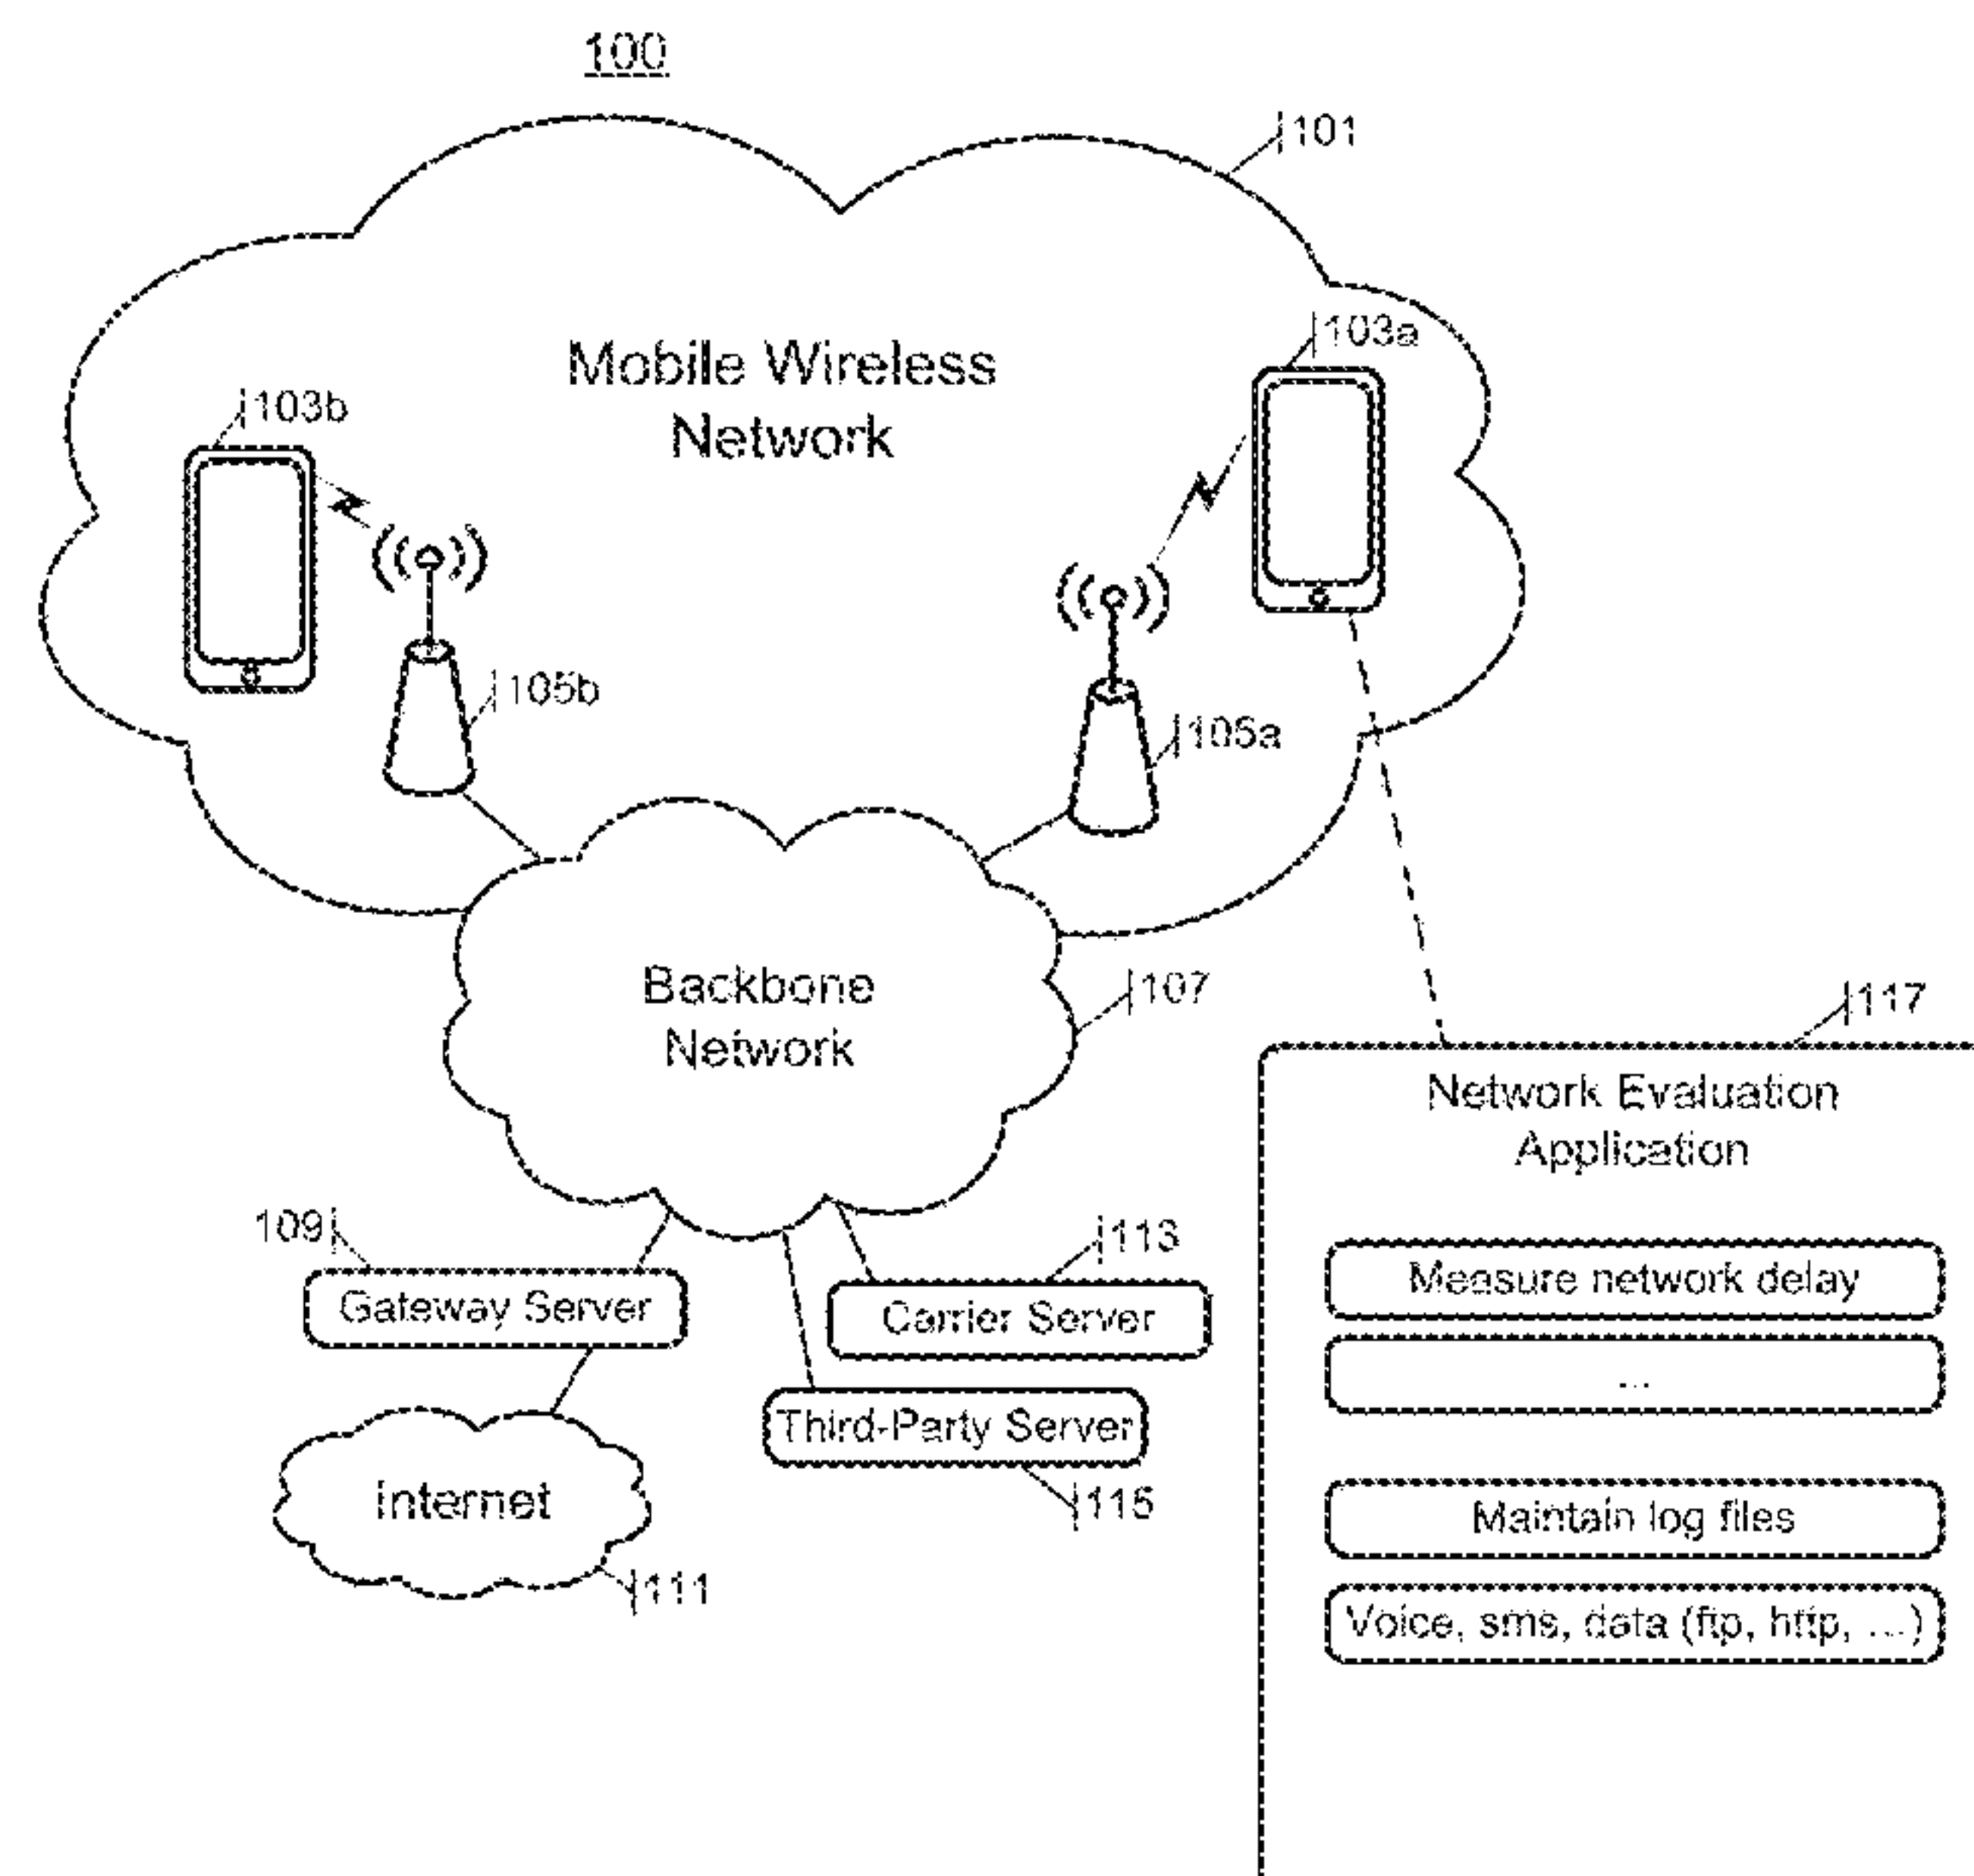 100
101
103a
Mobile Wireless
Network
103b
105b
105a
Backbone
Network
107
117
Network Evaluation
Application
109
113
Gateway Server
Carrier Server
Measure network delay
...
Third-Party Server
Internet
115
Maintain log files
111
Voice, sms, data (ftp, http, ...)